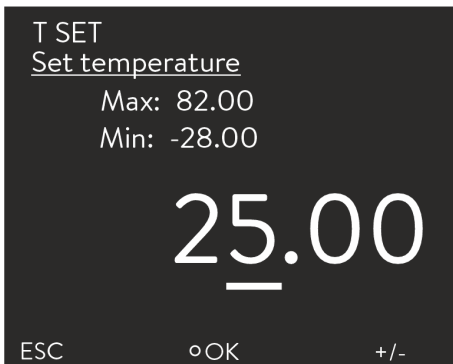 T SET
Set temperature
Max: 82.00
Min: -28.00
25.00
ESC OK +/-